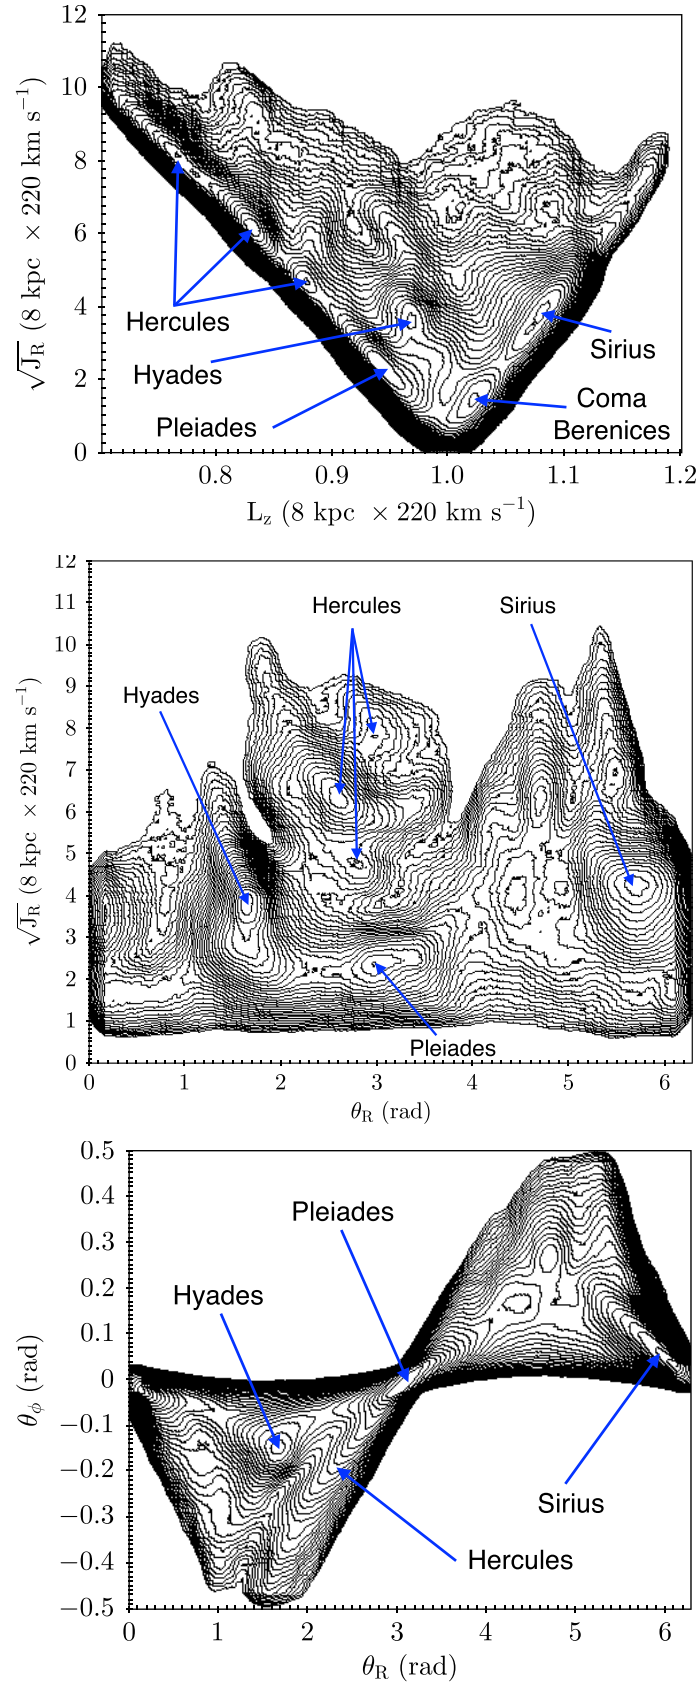 12
10
8
6
4
2
0
√J_R (8 kpc × 220 km s⁻¹)
Hercules
Hyades
Pleiades
Sirius
Coma
Berenices
0.8 0.9 1.0 1.1 1.2
L_z (8 kpc × 220 km s⁻¹)
12
11
10
9
8
7
6
5
4
3
2
1
0
√J_R (8 kpc × 220 km s⁻¹)
Hercules
Sirius
Hyades
Pleiades
0 1 2 3 4 5 6
θ_R (rad)
0.5
0.4
0.3
0.2
0.1
0
−0.1
−0.2
−0.3
−0.4
−0.5
θ_ϕ (rad)
Pleiades
Hyades
Sirius
Hercules
0 1 2 3 4 5 6
θ_R (rad)